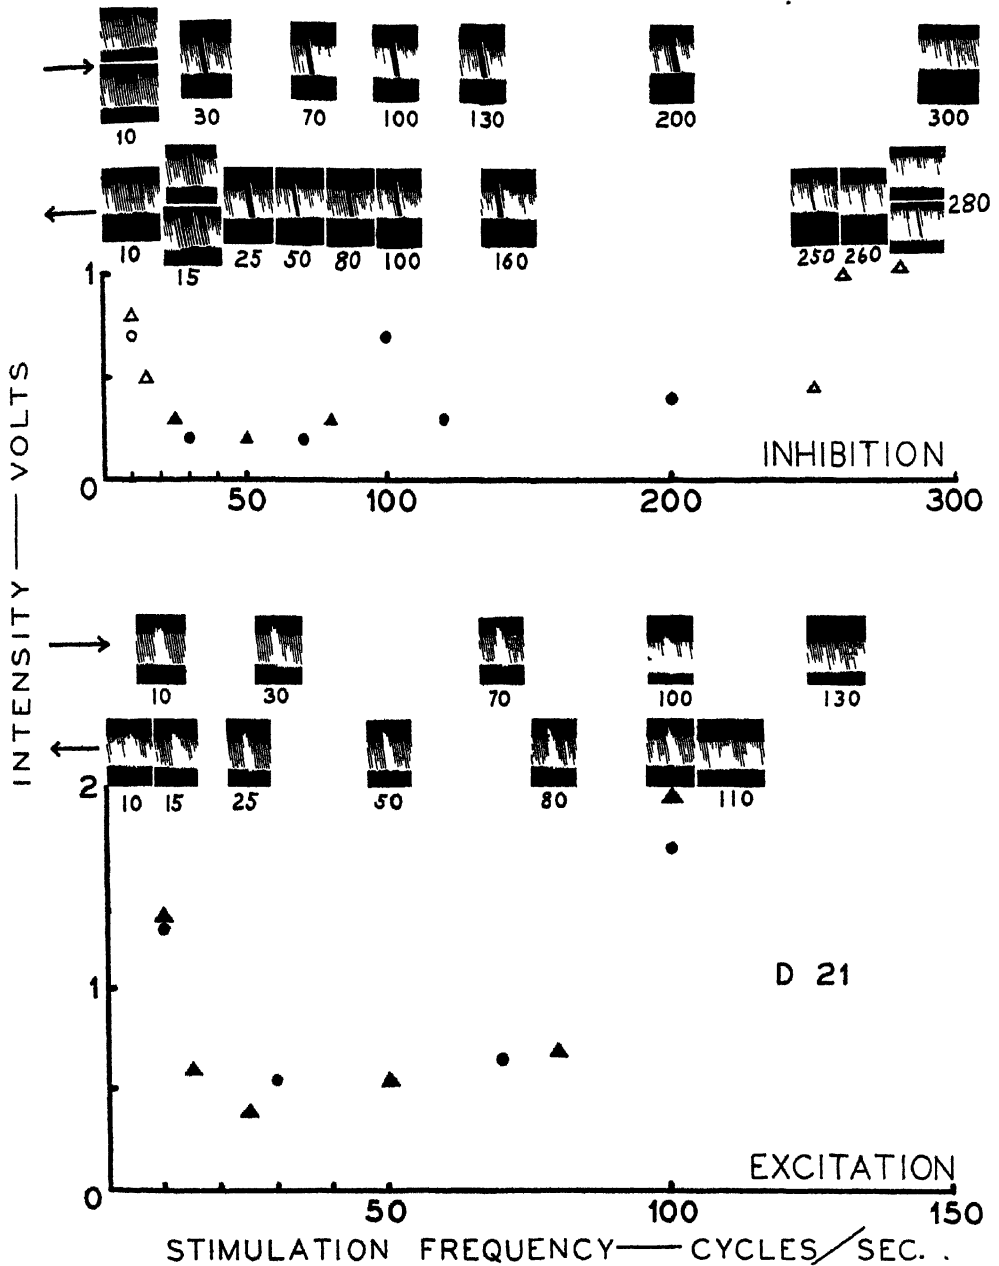 10 30 70 100 130 200 300
10 15 25 50 80 100 160 250 260 280
1
INHIBITION
0
50 100 200 300
INTENSITY—VOLTS
10 30 70 100 130
10 15 25 50 80 100 110
2
1
D 21
EXCITATION
0
50 100 150
STIMULATION FREQUENCY—CYCLES/SEC. .